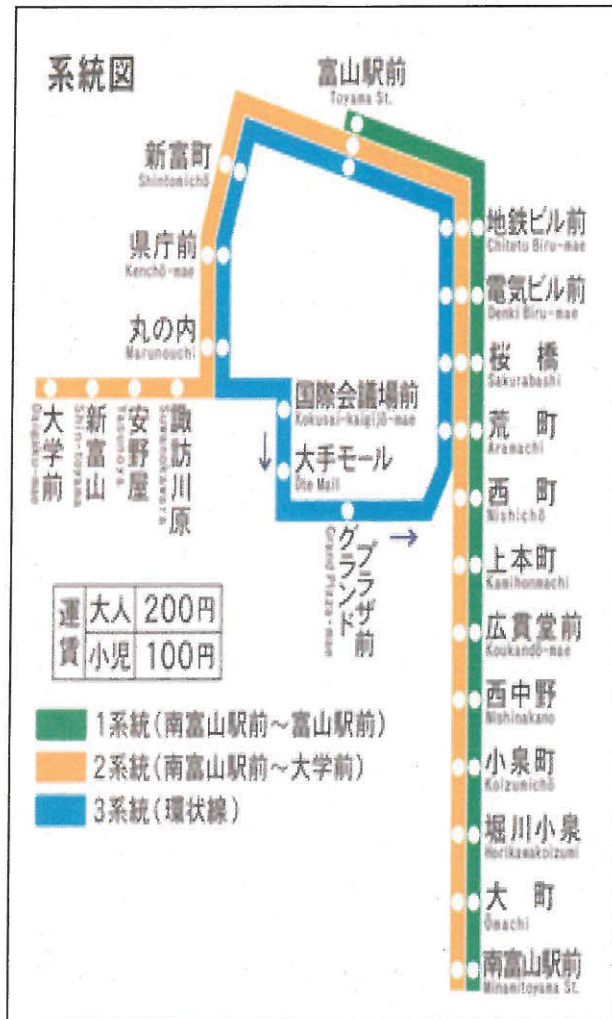 系統図
富山駅前
Toyama St.
新富町
Shintomichō
県庁前
Kenchō-mae
丸の内
Marunouchi
大学前
Daigaku-mae
新富山
Shin-toyama
安野屋
Yasunoya
諏訪川原
Suwanokawara
国際会議場前
Kokusai-kaigijō-mae
↓
大手モール
Ote Mall
グランド
プラザ前
Grand Plaza-mae
→
地鉄ビル前
Chitetu Biru-mae
電気ビル前
Denki Biru-mae
桜橋
Sakurabashi
荒町
Aramachi
西町
Nishichō
上本町
Kamihonmachi
広貫堂前
Koukandō-mae
西中野
Nishinakano
小泉町
Koizumichō
堀川小泉
Horikawakoizumi
大町
Ōmachi
南富山駅前
Minamitoyama St.
運賃
大人 200円
小児 100円
1系統(南富山駅前~富山駅前)
2系統(南富山駅前~大学前)
3系統(環状線)